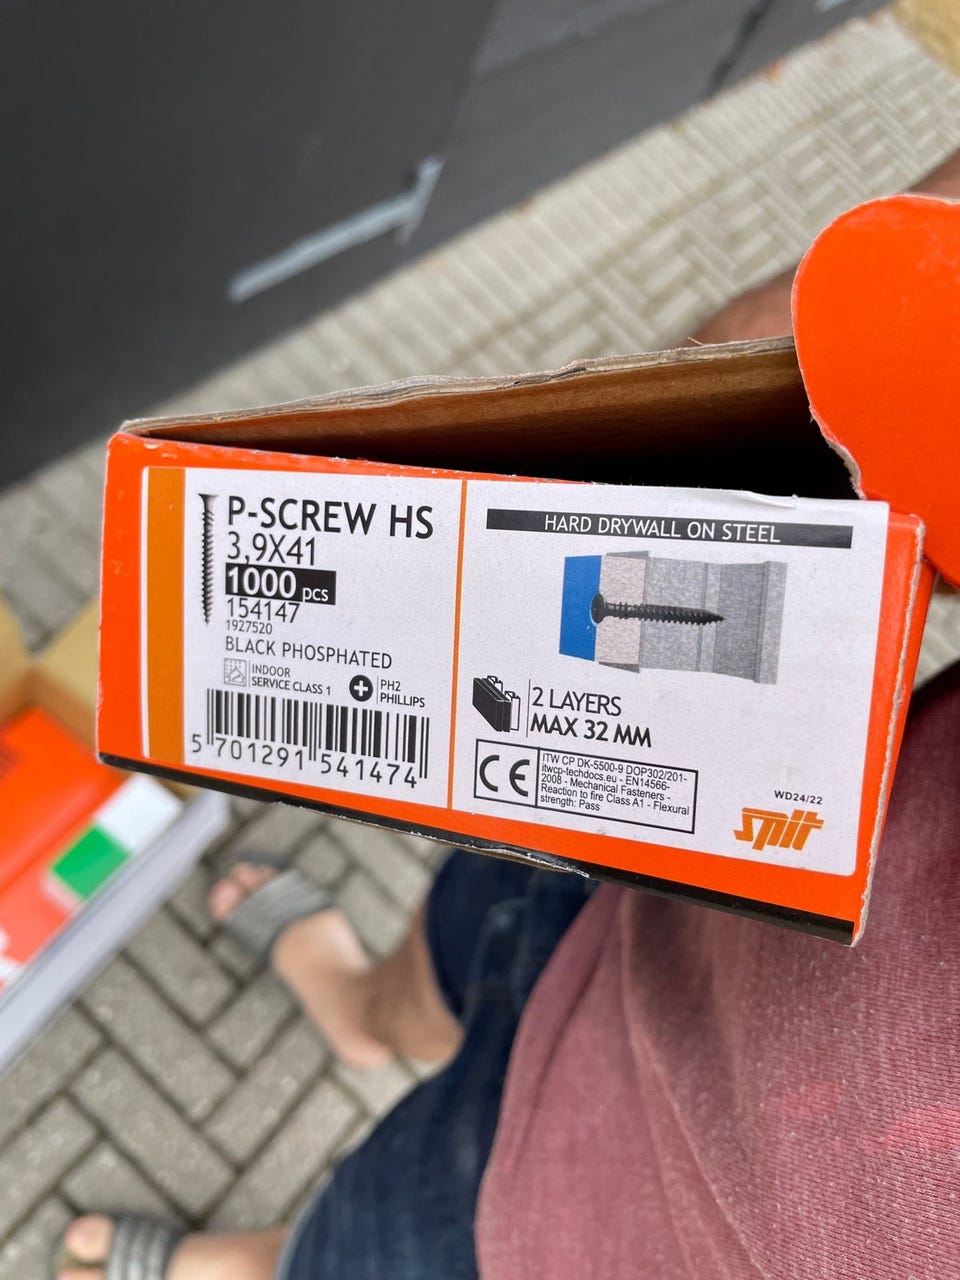 P-SCREW HS
3,9X41
1000 pcs
154147
1927520
BLACK PHOSPHATED
INDOOR
SERVICE CLASS 1
PH2
PHILLIPS
5 701291 541474
HARD DRYWALL ON STEEL
2 LAYERS
MAX 32 MM
CE
ITW CP DK-5500-9 DOP302/201-
itwcp-techdocs.eu - EN14566-
2008 - Mechanical Fasteners -
Reaction to fire Class A1 - Flexural
strength: Pass
WD24/22
spit